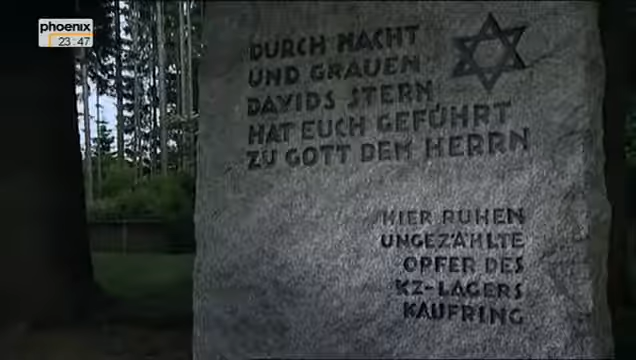 phoenix
23:47
DURCH NACHT
UND GRAUEN
DAVIDS STERN
HAT EUCH GEFÜHRT
ZU GOTT DEM HERRN
HIER RUHEN
UNGEZÄHLTE
OPFER DES
KZ-LAGERS
KAUFRING